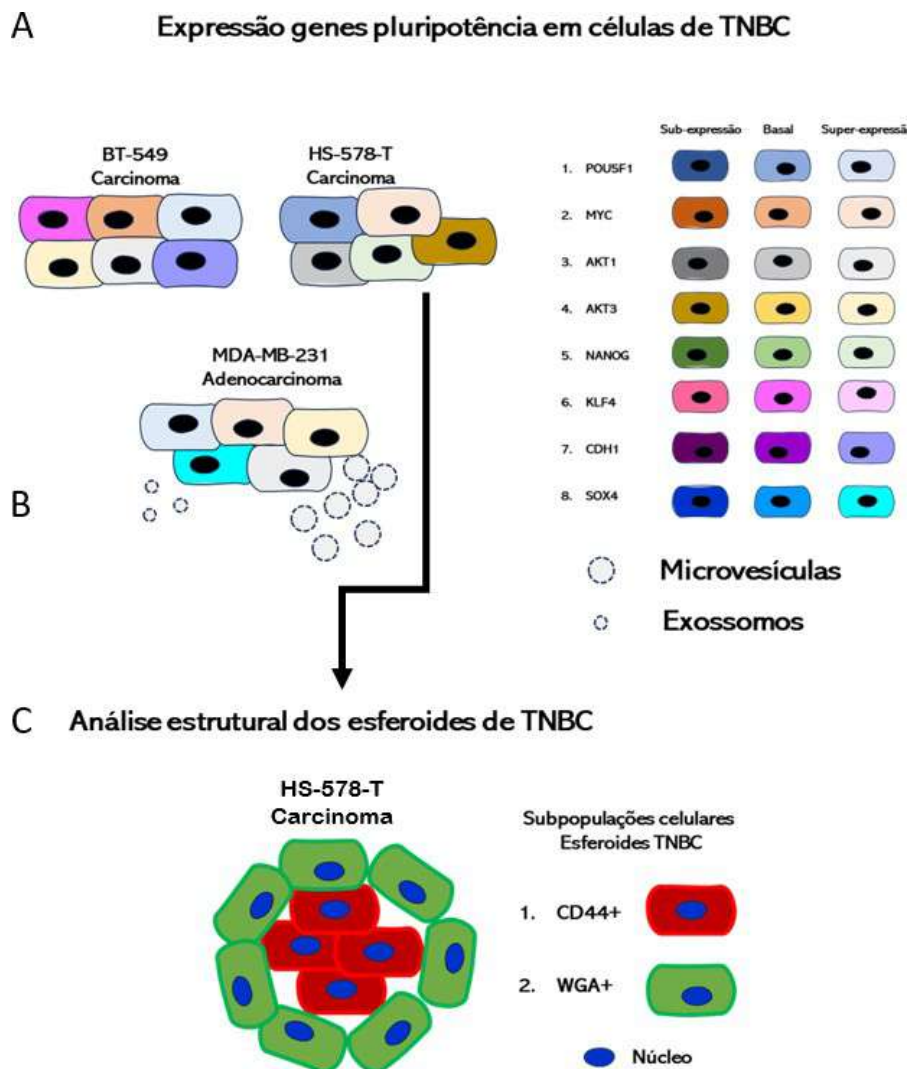 A
Expressão genes pluripotência em células de TNBC
BT-549
Carcinoma
HS-578-T
Carcinoma
MDA-MB-231
Adenocarcinoma
Sub-expressão Basal Super-expressã
1. POU5F1
2. MYC
3. AKT1
4. AKT3
5. NANOG
6. KLF4
7. CDH1
8. SOX4
B
Microvesículas
Exossomos
C
Análise estrutural dos esferoides de TNBC
HS-578-T
Carcinoma
Subpopulações celulares
Esferoides TNBC
1. CD44+
2. WGA+
Núcleo